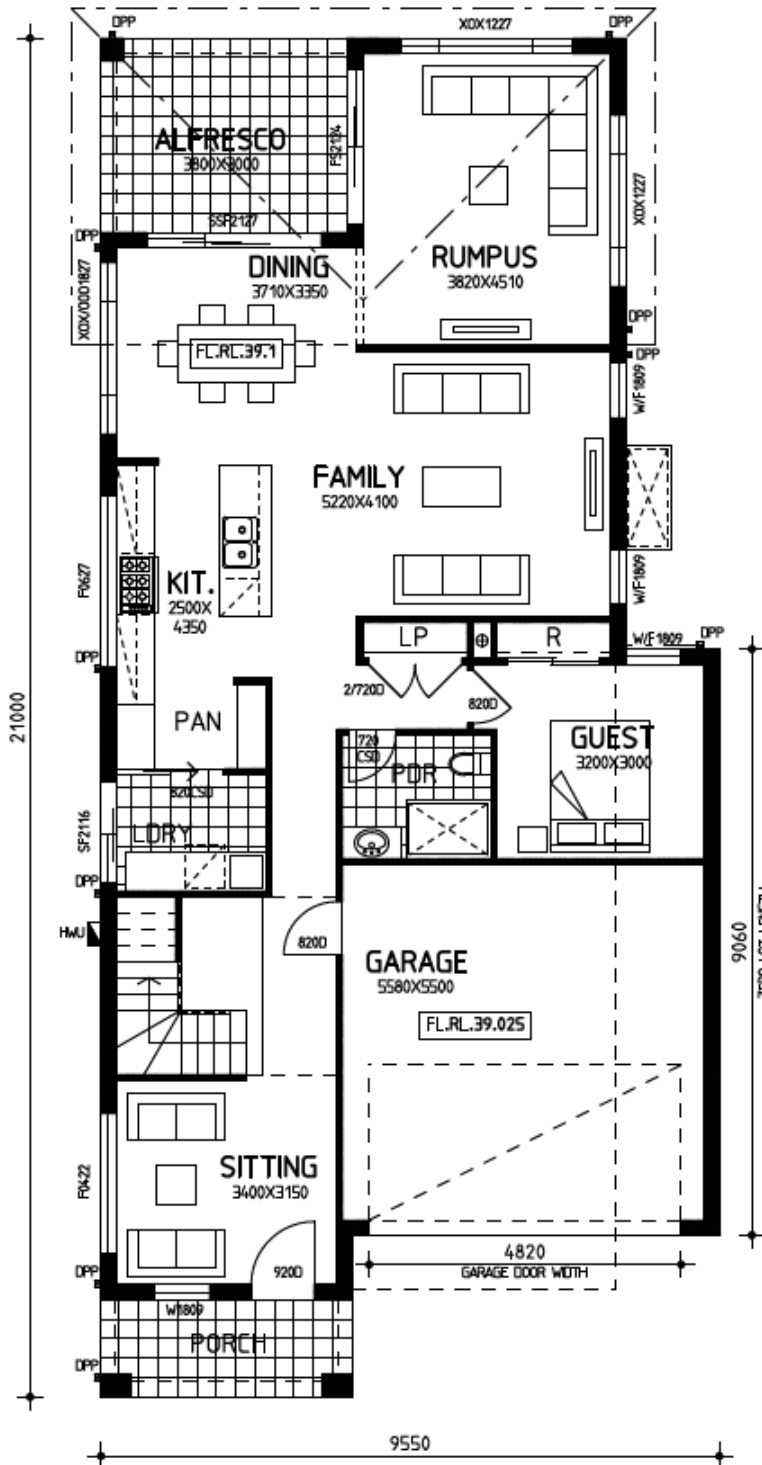 DPP
XOX1227
DPP
ALFRESCO
3800X3000
FS2124
XOX1227
SSF2127
DPP
DINING
3710X3350
RUMPUS
3820X4510
XOX/0001827
DPP
FL.RL.39.1
DPP
W/F1809
FAMILY
5220X4100
F0627
KIT.
2500X
4350
W/F1809
LP
R
W/F1809
DPP
DPP
2/720D
820D
21000
PAN
720
CSD
PDR
GUEST
3200X3000
820CSD
LDRY
SF2116
DPP
HWU
820D
GARAGE
5580X5500
9060
FL.RL.39.025
SITTING
3400X3150
F0422
4820
GARAGE DOOR WIDTH
DPP
920D
W1809
PORCH
DPP
9550